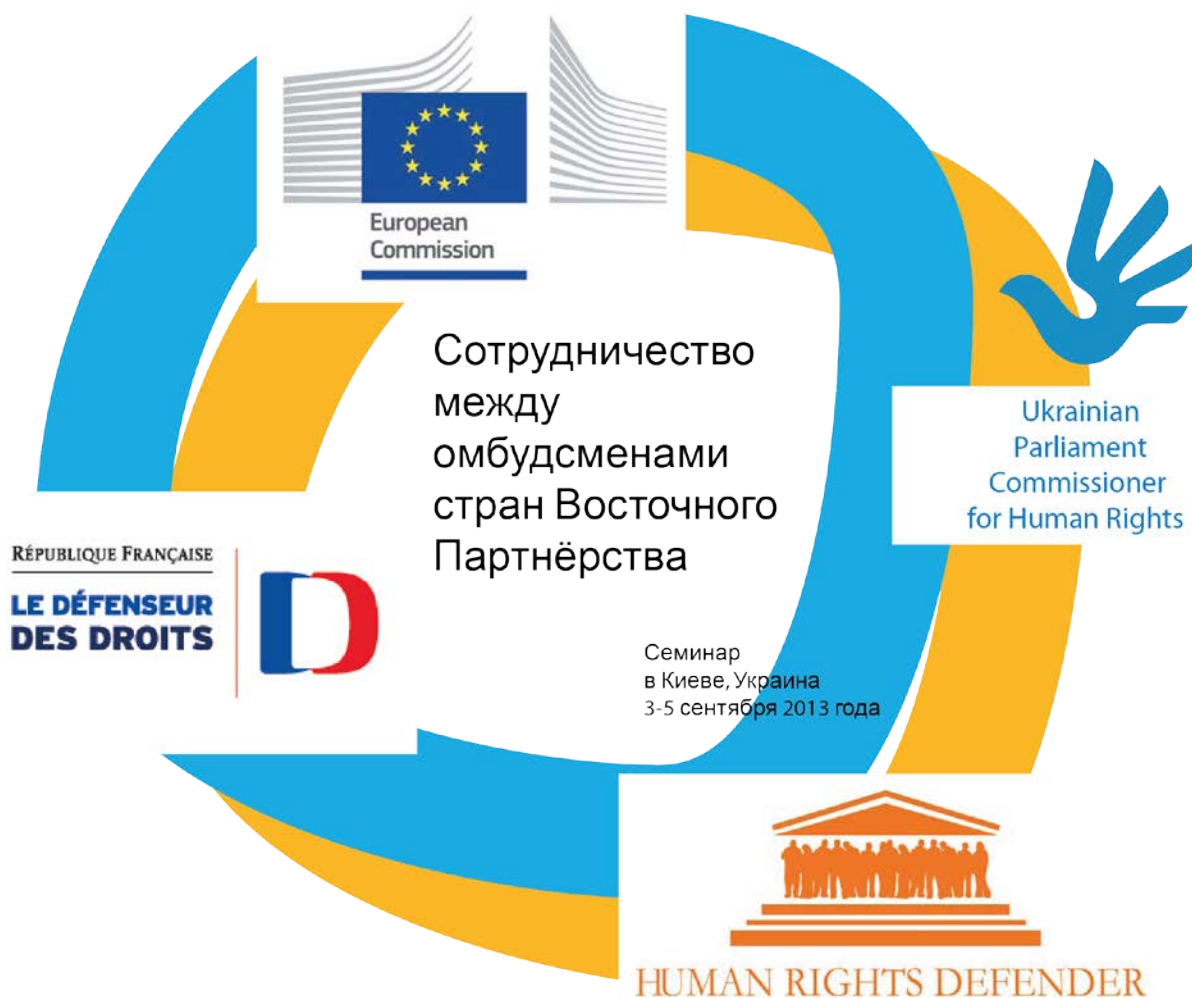 European
Commission
Сотрудничество
между
омбудсменами
стран Восточного
Партнёрства
Ukrainian
Parliament
Commissioner
for Human Rights
RÉPUBLIQUE FRANÇAISE
LE DÉFENSEUR
DES DROITS
Семинар
в Киеве, Украина
3-5 сентября 2013 года
HUMAN RIGHTS DEFENDER